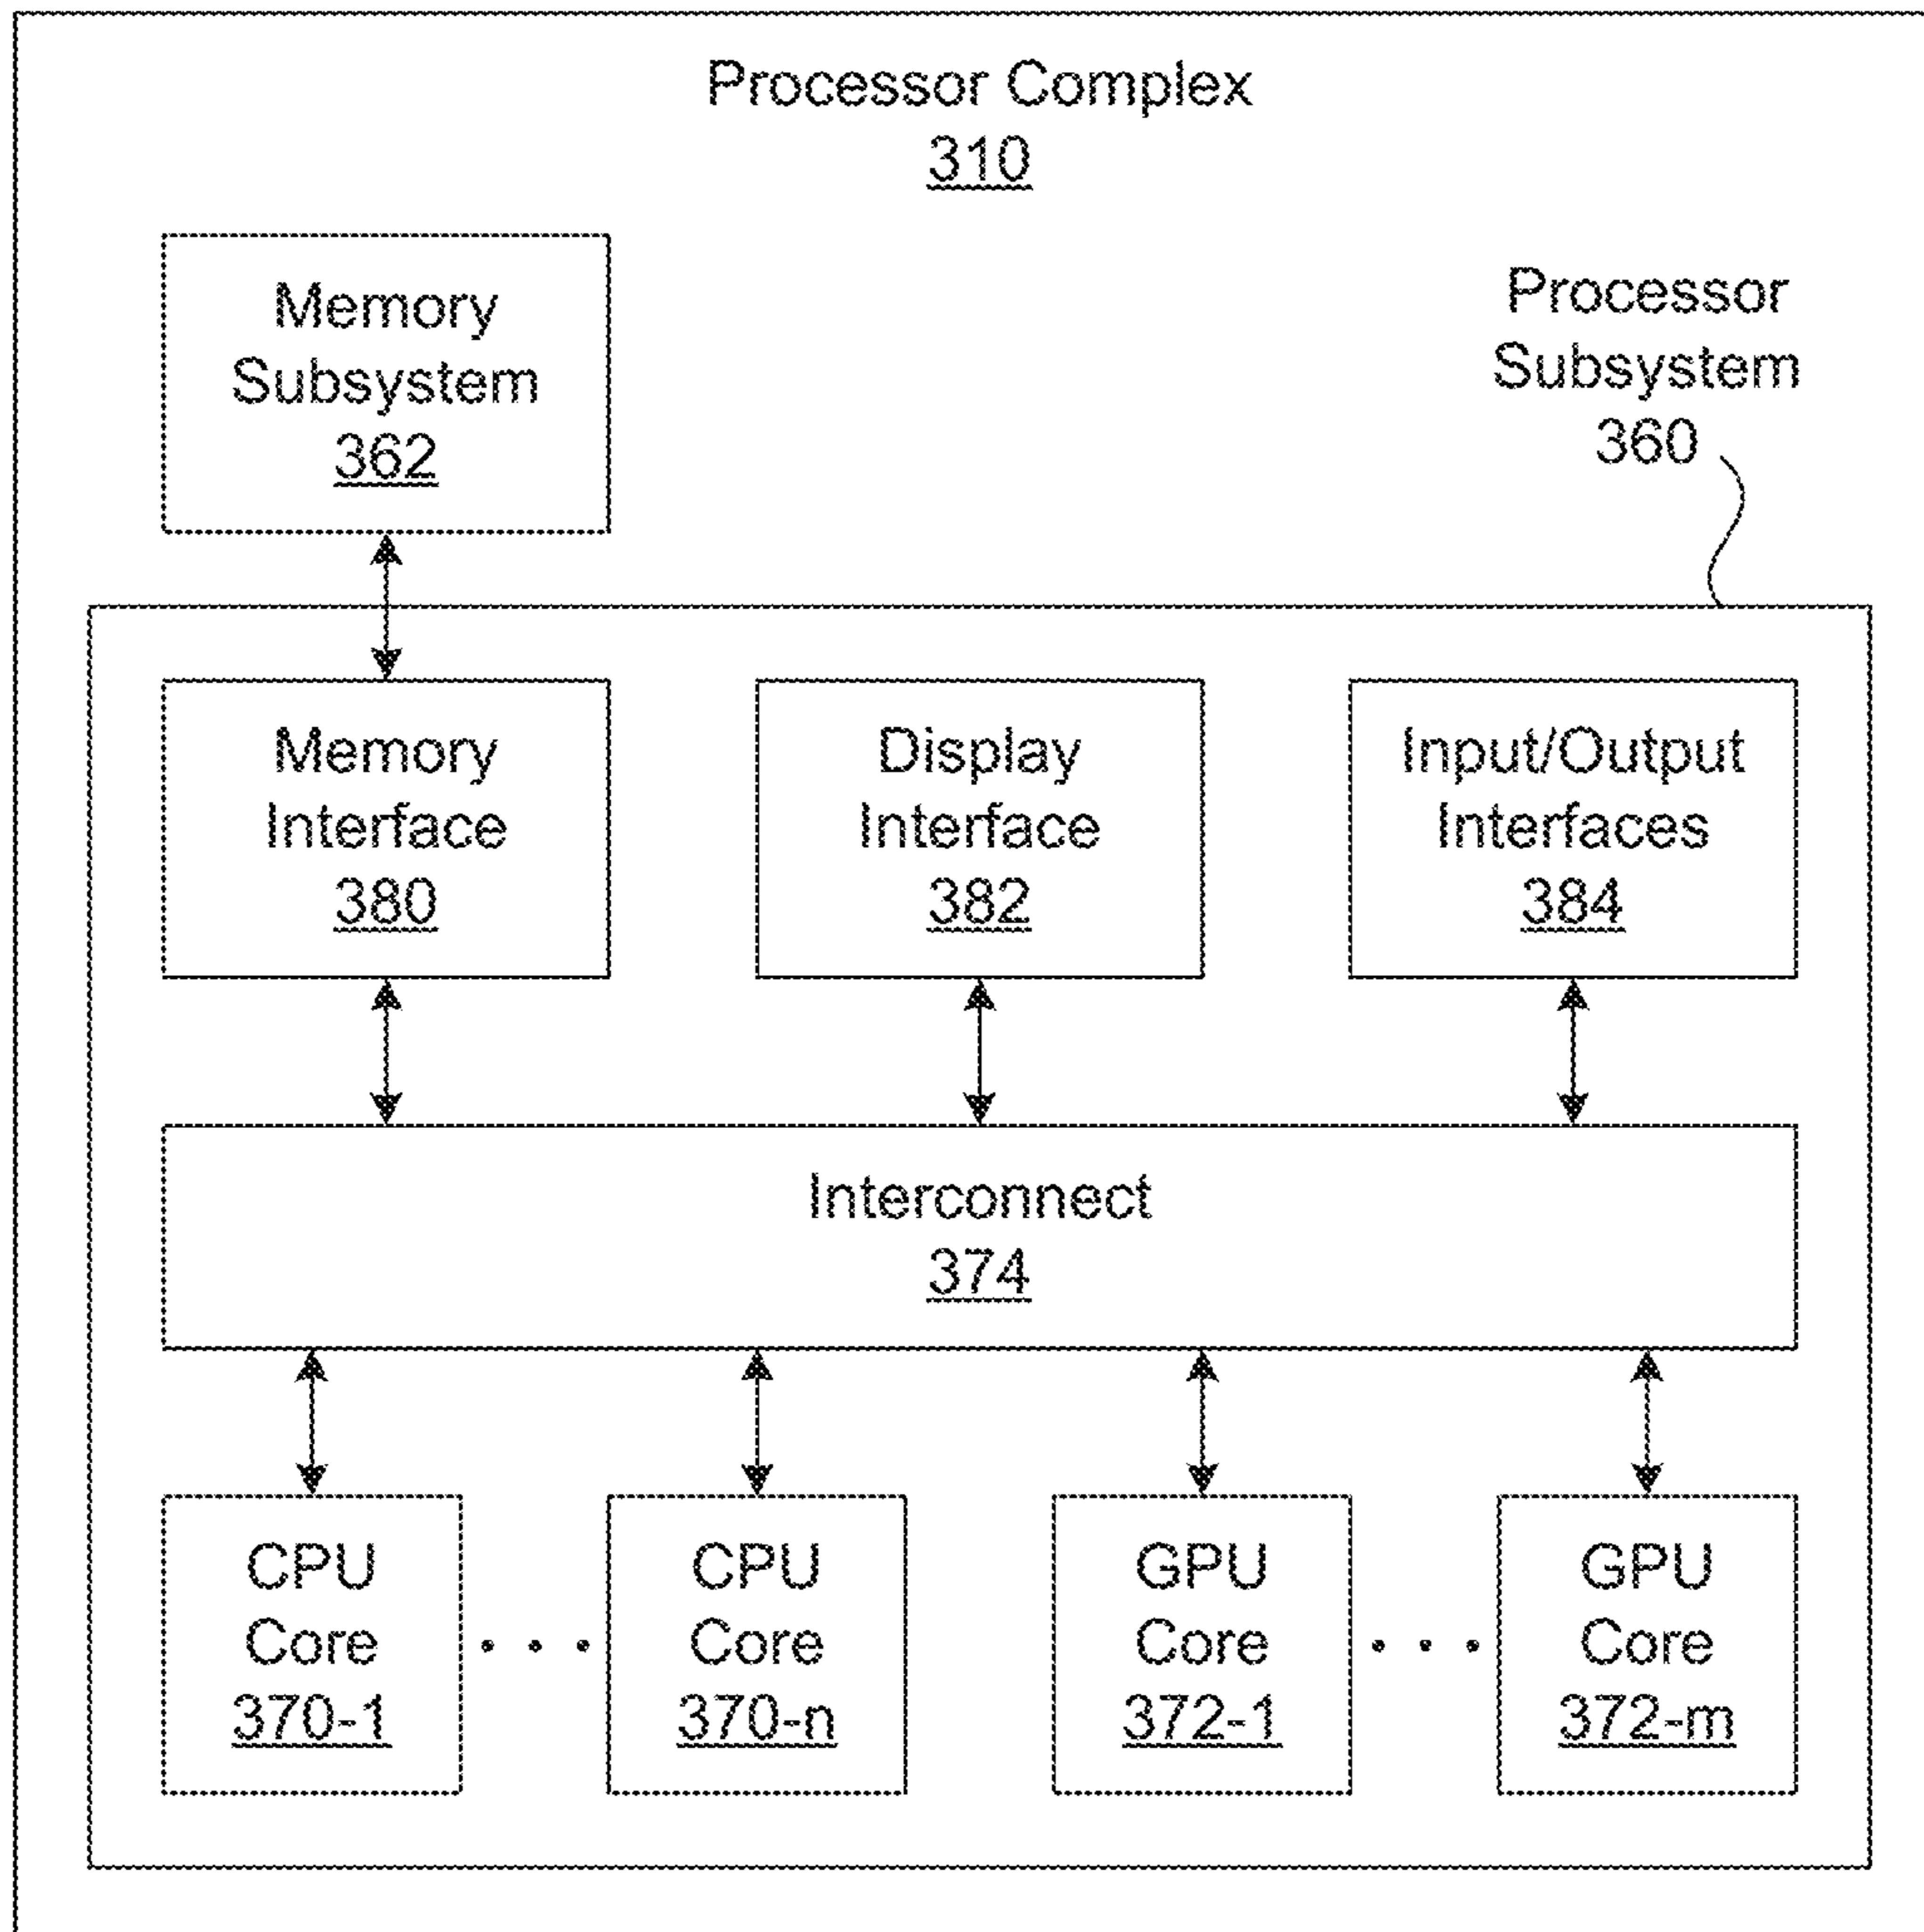 Processor Complex
310
Memory
Subsystem
362
Processor
Subsystem
360
Memory
Interface
380
Display
Interface
382
Input/Output
Interfaces
384
Interconnect
374
CPU
Core
370-1
. . .
CPU
Core
370-n
GPU
Core
372-1
. . .
GPU
Core
372-m